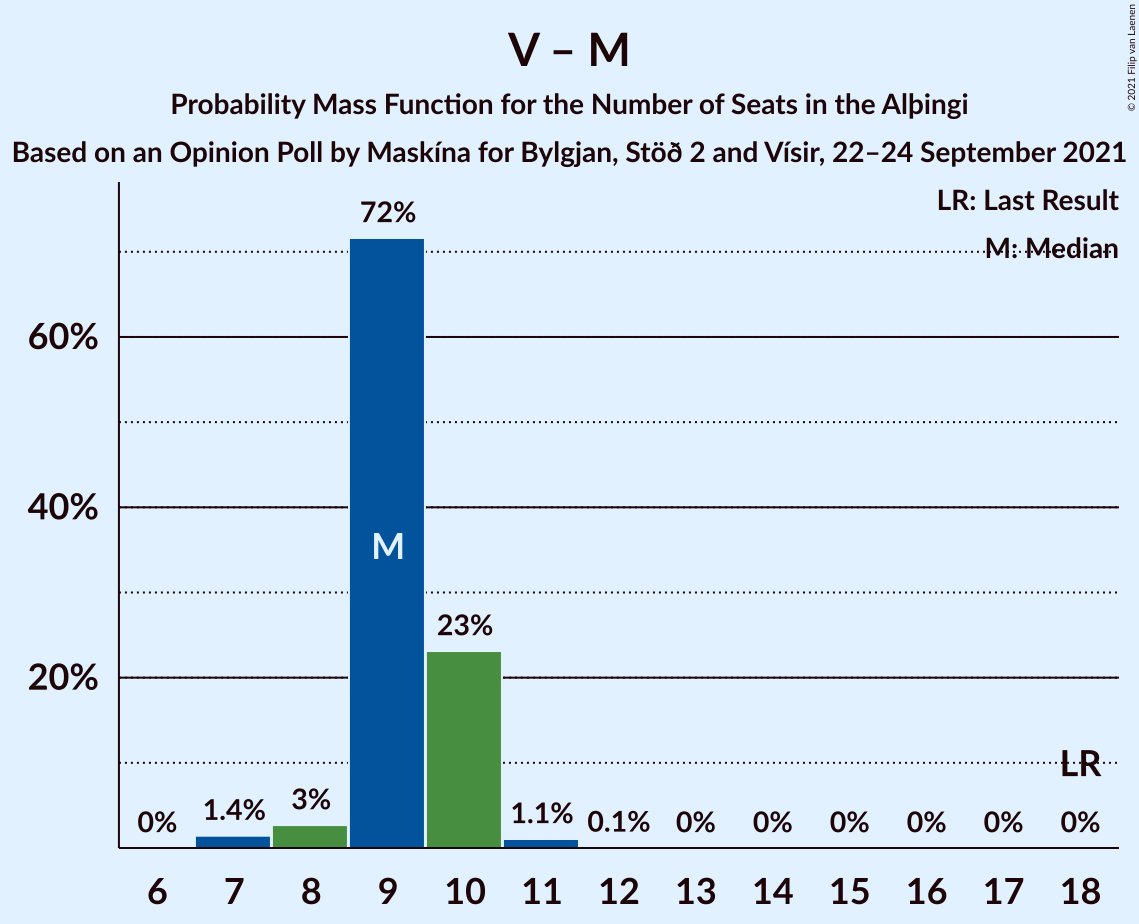 V – M
Probability Mass Function for the Number of Seats in the Alþingi
Based on an Opinion Poll by Maskína for Bylgjan, Stöð 2 and Vísir, 22–24 September 2021
© 2021 Filip van Laenen
LR: Last Result
M: Median
72%
60%
40%
M
23%
20%
LR
0% 1.4% 3% 1.1% 0.1% 0% 0% 0% 0% 0% 0%
6 7 8 9 10 11 12 13 14 15 16 17 18